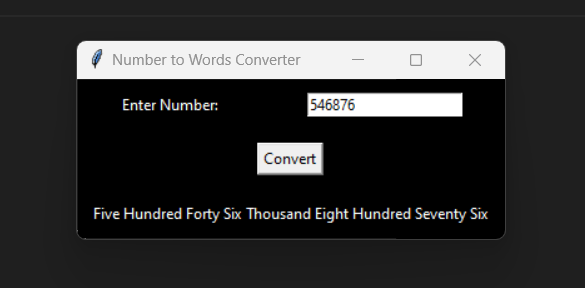 Number to Words Converter
Enter Number: 546876
Convert
Five Hundred Forty Six Thousand Eight Hundred Seventy Six